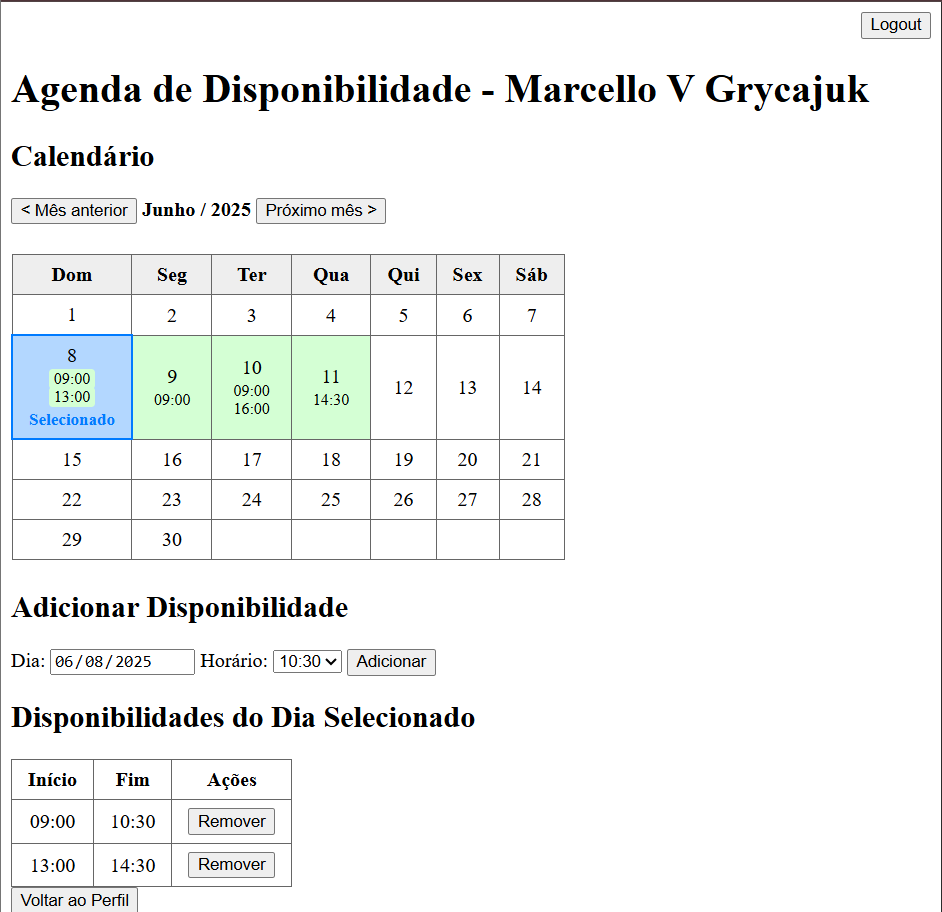 Logout
Agenda de Disponibilidade - Marcello V Grycajuk
Calendário
< Mês anterior Junho / 2025 Próximo mês >
Dom Seg Ter Qua Qui Sex Sáb
1 2 3 4 5 6 7
8 9 10 11 12 13 14
09:00 09:00 09:00 14:30
13:00 16:00
Selecionado
15 16 17 18 19 20 21
22 23 24 25 26 27 28
29 30
Adicionar Disponibilidade
Dia: 06/08/2025 Horário: 10:30 Adicionar
Disponibilidades do Dia Selecionado
Início Fim Ações
09:00 10:30 Remover
13:00 14:30 Remover
Voltar ao Perfil